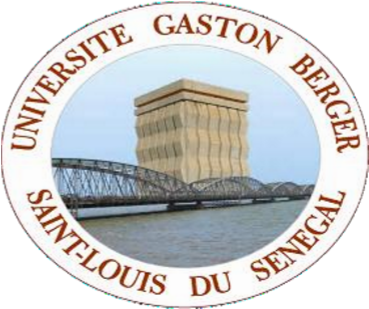 UNIVERSITE GASTON BERGER
SAINT-LOUIS DU SENEGAL